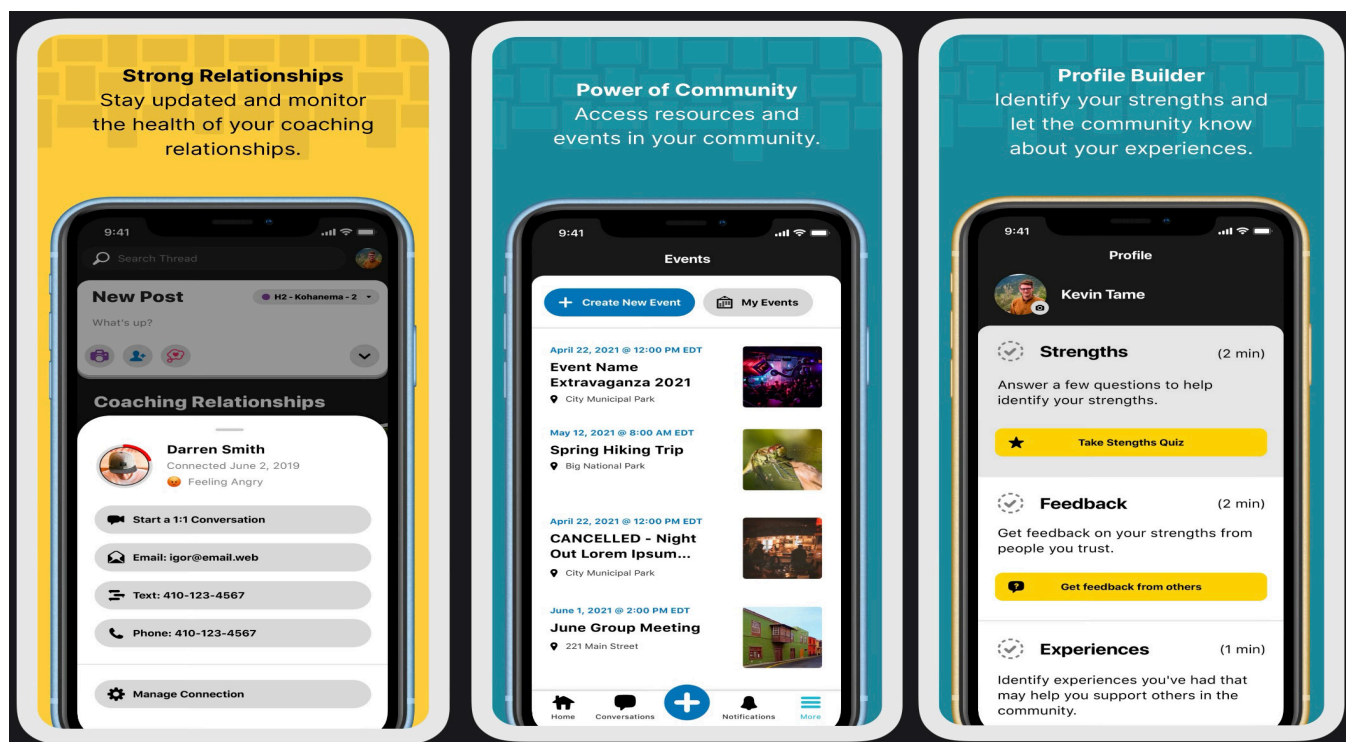 Strong Relationships
Stay updated and monitor
the health of your coaching
relationships.
9:41
Search Thread
New Post
H2 - Kohanema - 2
What's up?
Coaching Relationships
Darren Smith
Connected June 2, 2019
Feeling Angry
Start a 1:1 Conversation
Email: igor@email.web
Text: 410-123-4567
Phone: 410-123-4567
Manage Connection
Power of Community
Access resources and
events in your community.
9:41
Events
Create New Event
My Events
April 22, 2021 @ 12:00 PM EDT
Event Name
Extravaganza 2021
City Municipal Park
May 12, 2021 @ 8:00 AM EDT
Spring Hiking Trip
Big National Park
April 22, 2021 @ 12:00 PM EDT
CANCELLED - Night
Out Lorem Ipsum...
City Municipal Park
June 1, 2021 @ 2:00 PM EDT
June Group Meeting
221 Main Street
Home
Conversations
Notifications
More
Profile Builder
Identify your strengths and
let the community know
about your experiences.
9:41
Profile
Kevin Tame
Strengths (2 min)
Answer a few questions to help
identify your strengths.
Take Stengths Quiz
Feedback (2 min)
Get feedback on your strengths from
people you trust.
Get feedback from others
Experiences (1 min)
Identify experiences you've had that
may help you support others in the
community.